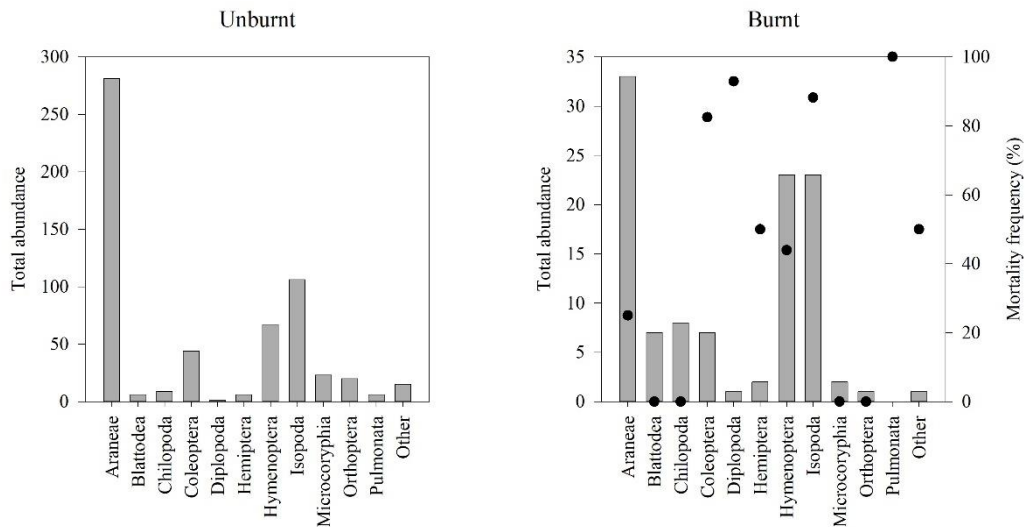 Unburnt
Total abundance
300
250
200
150
100
50
0
Araneae
Blattodea
Chilopoda
Coleoptera
Diplopoda
Hemiptera
Hymenoptera
Isopoda
Microcoryphia
Orthoptera
Pulmonata
Other
Burnt
Total abundance
35
30
25
20
15
10
5
0
Araneae
Blattodea
Chilopoda
Coleoptera
Diplopoda
Hemiptera
Hymenoptera
Isopoda
Microcoryphia
Orthoptera
Pulmonata
Other
100
80
60
40
20
0
Mortality frequency (%)